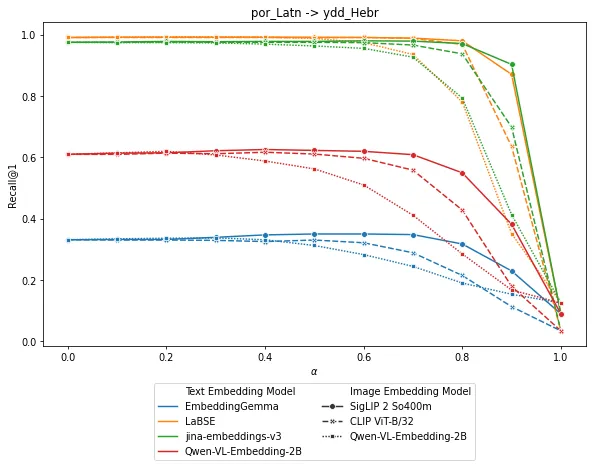 por_Latn -> ydd_Hebr
Recall@1
1.0
0.8
0.6
0.4
0.2
0.0
0.0 0.2 0.4 0.6 0.8 1.0
α
Text Embedding Model
EmbeddingGemma
LaBSE
jina-embeddings-v3
Qwen-VL-Embedding-2B
Image Embedding Model
SigLIP 2 So400m
CLIP ViT-B/32
Qwen-VL-Embedding-2B